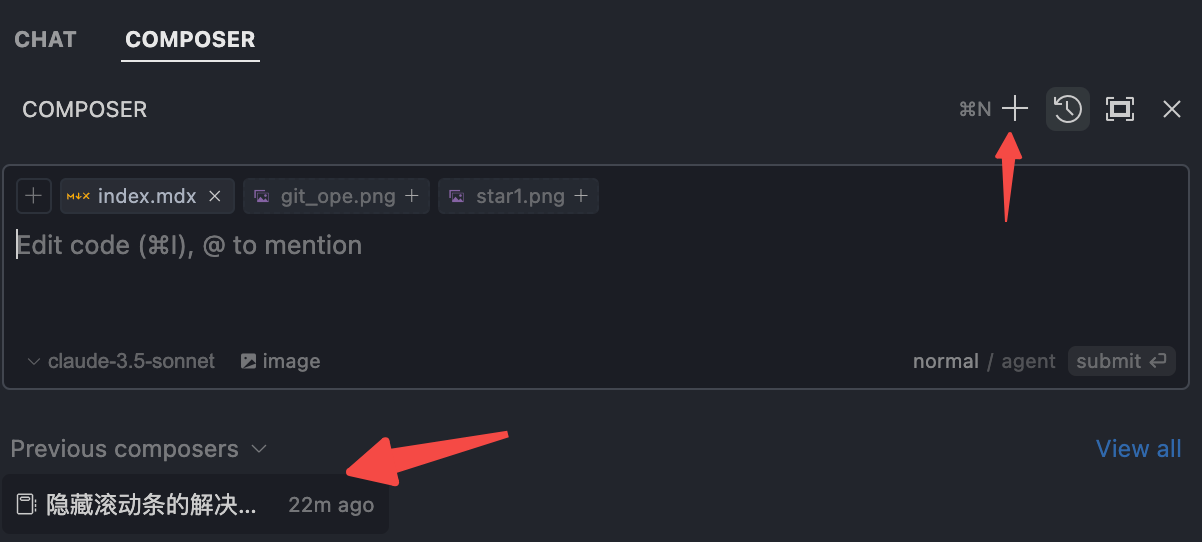 CHAT COMPOSER
COMPOSER ⌘N
index.mdx git_ope.png + star1.png +
Edit code (⌘I), @ to mention
claude-3.5-sonnet image normal / agent submit
Previous composers View all
隐藏滚动条的解决... 22m ago